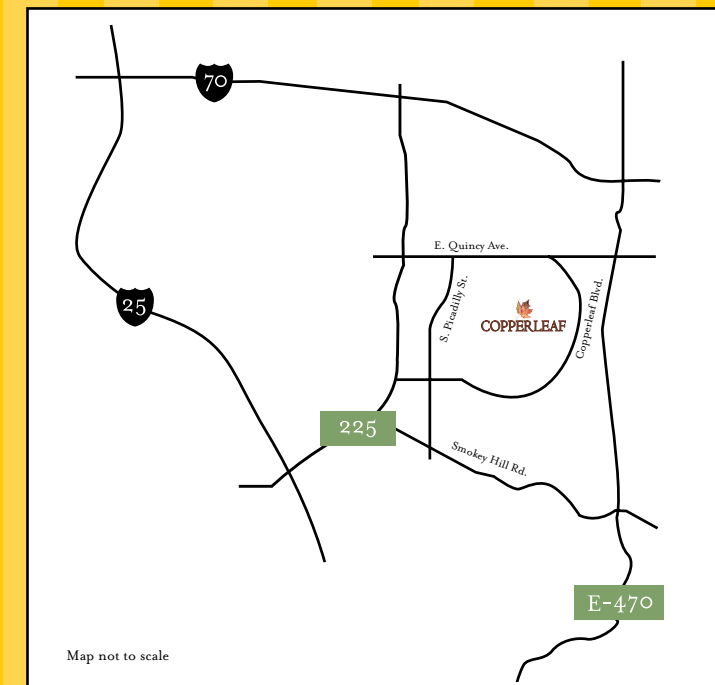 70
E. Quincy Ave.
S. Picadilly St.
COPPERLEAF
Copperleaf Blvd.
25
225
Smokey Hill Rd.
E-470
Map not to scale